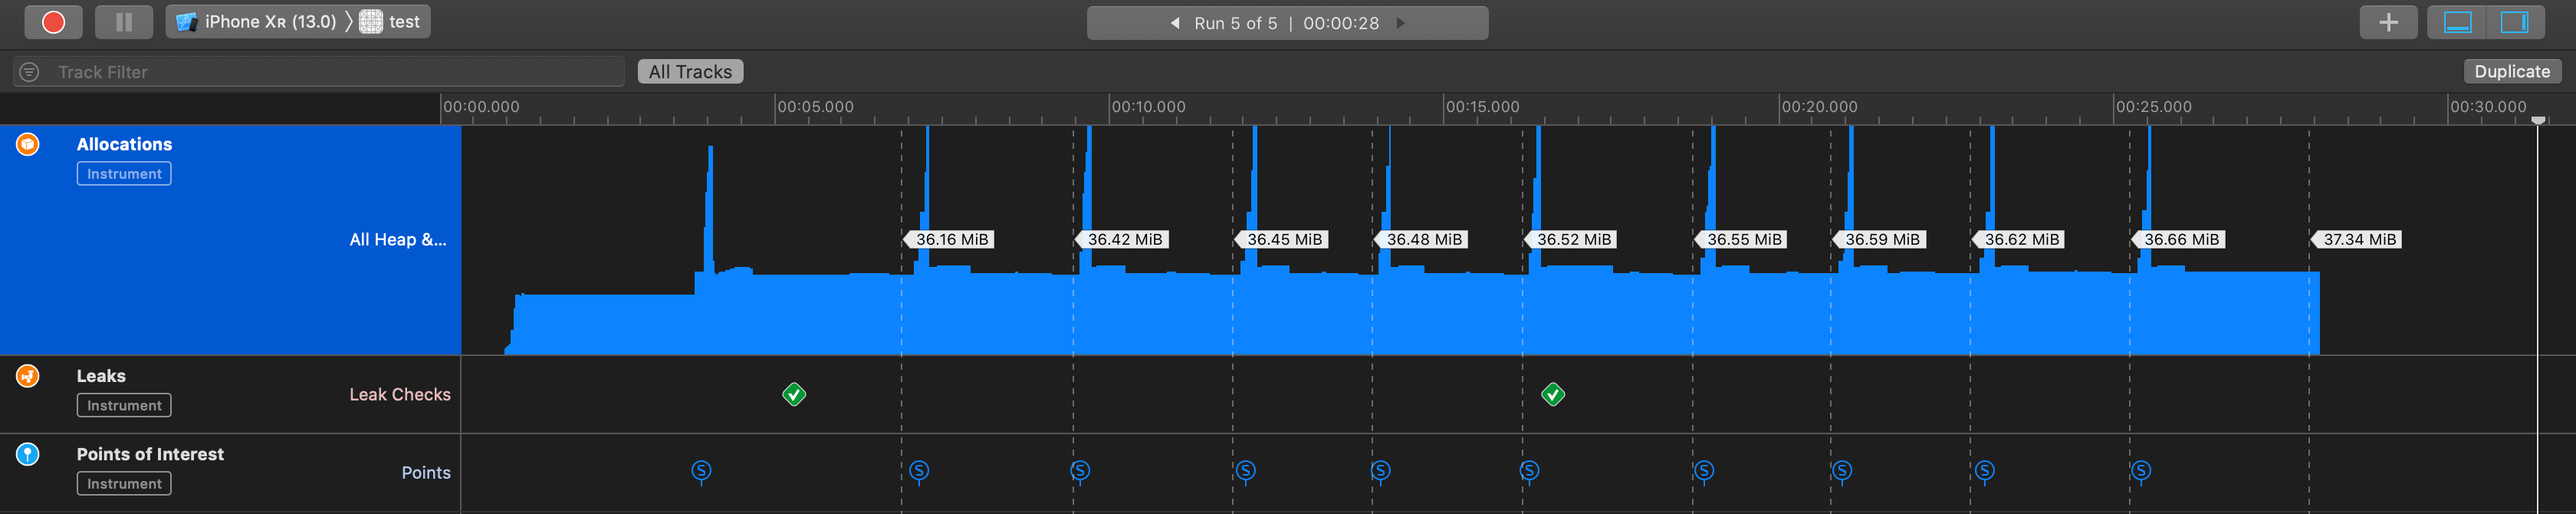 iPhone XR (13.0) 〉 test
Run 5 of 5 | 00:00:28
Track Filter
All Tracks
Duplicate
00:00.000 00:05.000 00:10.000 00:15.000 00:20.000 00:25.000 00:30.000
Allocations
Instrument
All Heap &...
36.16 MiB 36.42 MiB 36.45 MiB 36.48 MiB 36.52 MiB 36.55 MiB 36.59 MiB 36.62 MiB 36.66 MiB 37.34 MiB
Leaks
Instrument
Leak Checks
Points of Interest
Instrument
Points
S S S S S S S S S S